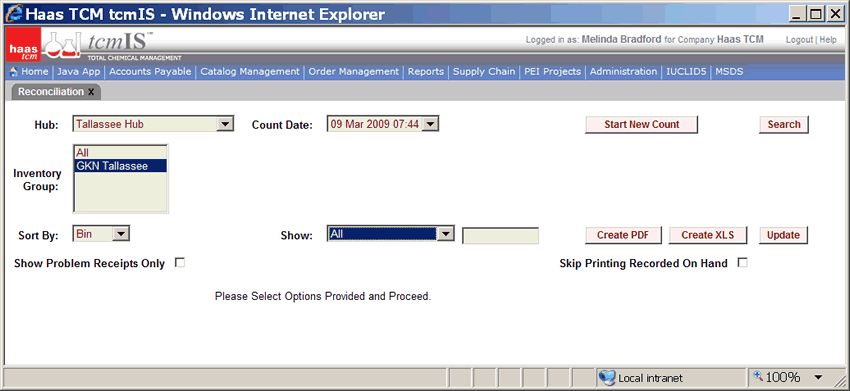 Haas TCM tcmIS - Windows Internet Explorer
haas tcm
tcmIS™
TOTAL CHEMICAL MANAGEMENT
Logged in as: Melinda Bradford for Company Haas TCM Logout | Help
Home | Java App | Accounts Payable | Catalog Management | Order Management | Reports | Supply Chain | PEI Projects | Administration | IUCLID5 | MSDS
Reconciliation x
Hub: Tallassee Hub Count Date: 09 Mar 2009 07:44 Start New Count Search
Inventory Group: All
GKN Tallassee
Sort By: Bin Show: All Create PDF Create XLS Update
Show Problem Receipts Only Skip Printing Recorded On Hand
Please Select Options Provided and Proceed.
Local intranet 100%